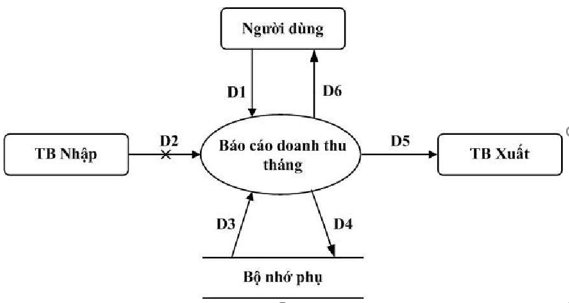 Người dùng
D1
D6
TB Nhập
D2
Báo cáo doanh thu
tháng
D5
TB Xuất
D3
D4
Bộ nhớ phụ